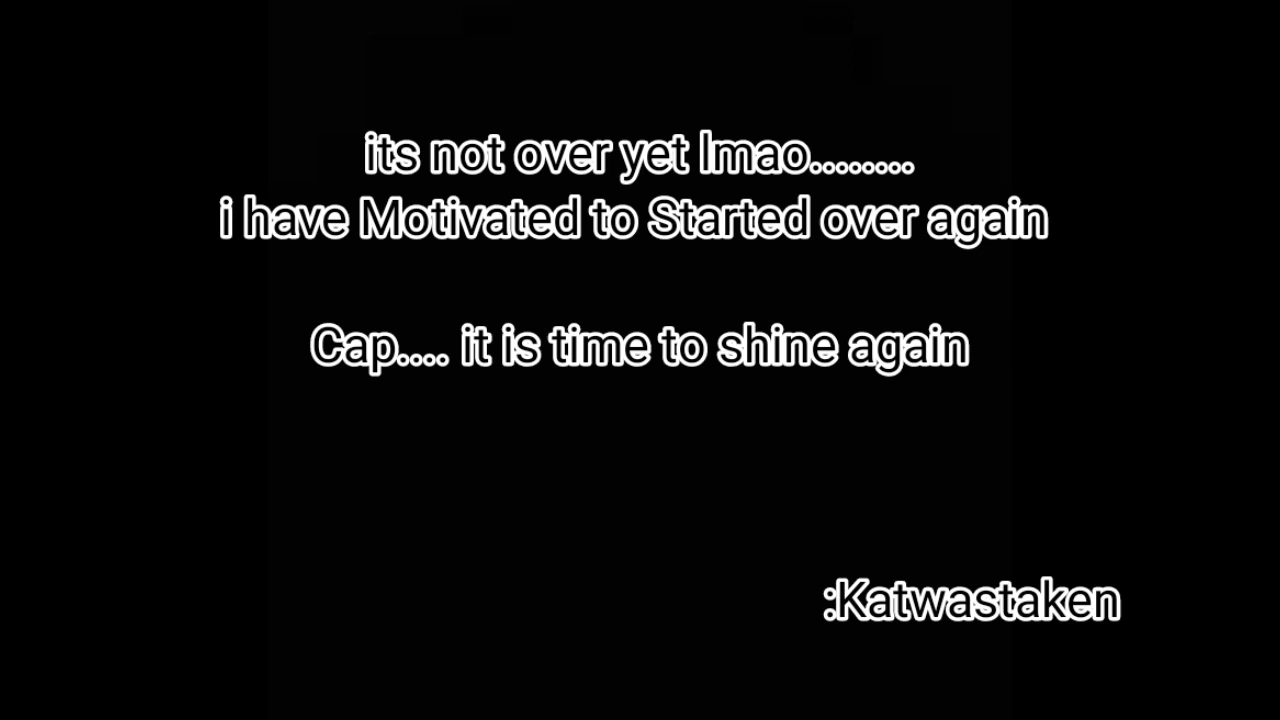 its not over yet lmao.........
i have Motivated to Started over again
Cap.... it is time to shine again
:Katwastaken